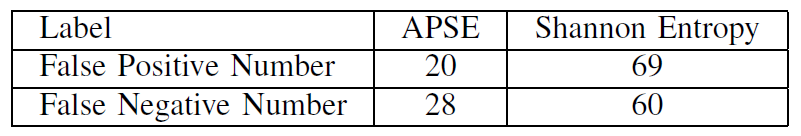 Label APSE Shannon Entropy
False Positive Number 20 69
False Negative Number 28 60